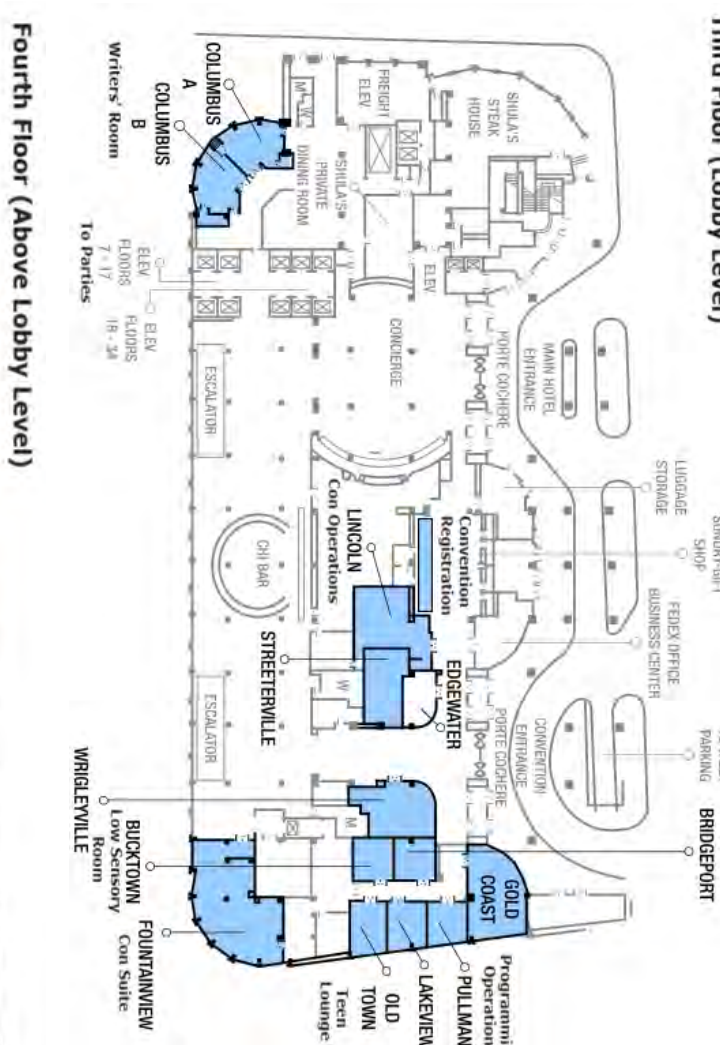 Third Floor (Lobby Level)
SUNDRY-GIFT
SHOP
PARKING
BRIDGEPORT
LUGGAGE
STORAGE
FEDEX OFFICE
BUSINESS CENTER
MAIN HOTEL
ENTRANCE
CONVENTION
ENTRANCE
PORTE COCHERE
PORTE COCHERE
SHULA'S
STEAK
HOUSE
GOLD
COAST
Programmi
Operation
PULLMAN
Convention
Registration
EDGEWATER
ELEV
LAKEVIEW
FREIGHT
ELEV
CONCIERGE
OLD
TOWN
Teen
Lounge
SHULA'S
PRIVATE
DINING ROOM
LINCOLN
Con Operations
W
M
M
W
STREETERVILLE
CHI BAR
ESCALATOR
ESCALATOR
COLUMBUS
A
COLUMBUS
B
Writers' Room
ELEV
FLOORS
7 - 17
ELEV
FLOORS
18 - 34
To Parties
FOUNTAINVIEW
Con Suite
BUCKTOWN
Low Sensory
Room
WRIGLEYVILLE
Fourth Floor (Above Lobby Level)